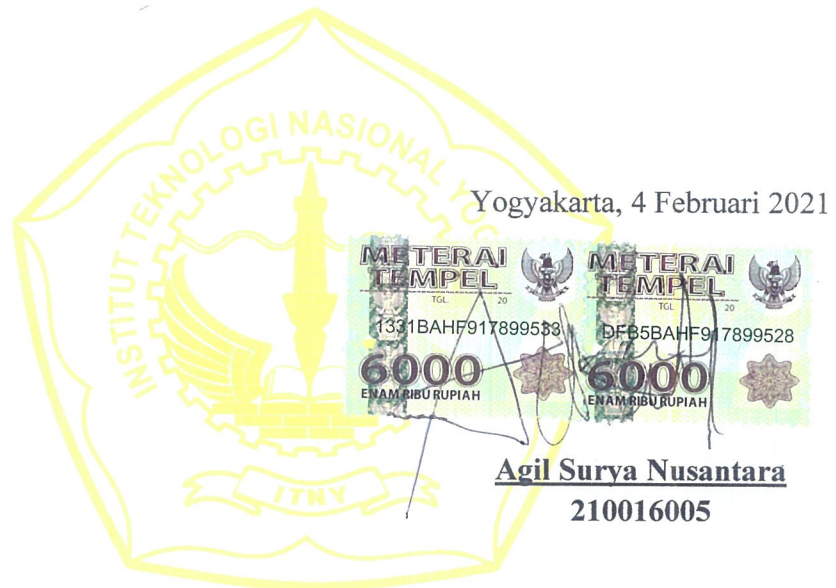 INSTITUT TEKNOLOGI NASIONAL
Yogyakarta, 4 Februari 2021
METERAI
TEMPEL
TGL 20
1331BAHF917899533
6000
ENAM RIBU RUPIAH
METERAI
TEMPEL
TGL 20
DFB5BAHF917899528
6000
ENAM RIBU RUPIAH
Agil Surya Nusantara
210016005
ITNY